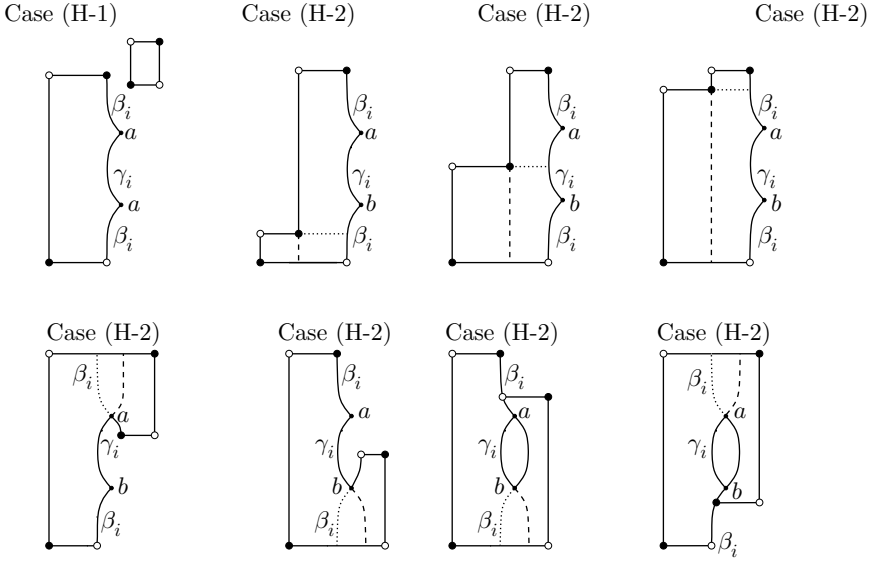 Case (H-1) Case (H-2) Case (H-2) Case (H-2)
β_i β_i β_i β_i
a a a a
γ_i γ_i γ_i γ_i
a b b b
β_i β_i β_i β_i
Case (H-2) Case (H-2) Case (H-2) Case (H-2)
β_i β_i β_i β_i
a a a a
γ_i γ_i γ_i γ_i
b b b b
β_i β_i β_i β_i